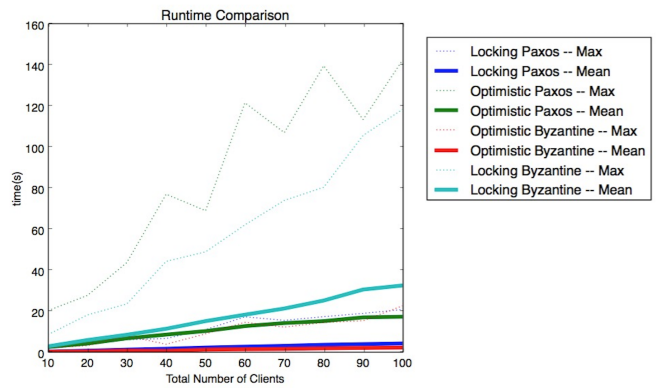 Runtime Comparison
160
140
120
100
80
60
40
20
0
time(s)
10 20 30 40 50 60 70 80 90 100
Total Number of Clients
Locking Paxos -- Max
Locking Paxos -- Mean
Optimistic Paxos -- Max
Optimistic Paxos -- Mean
Optimistic Byzantine -- Max
Optimistic Byzantine -- Mean
Locking Byzantine -- Max
Locking Byzantine -- Mean